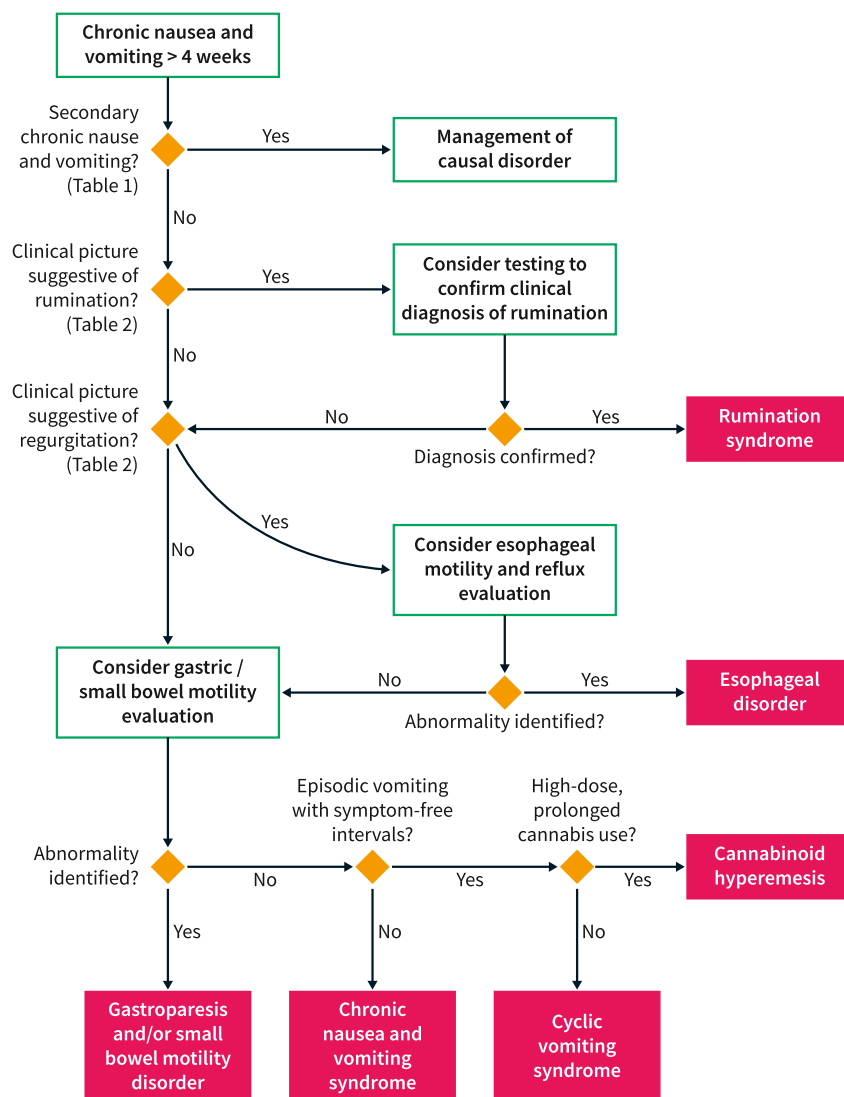 Chronic nausea and
vomiting > 4 weeks
Secondary
chronic nause
and vomiting?
(Table 1)
Yes
Management of
causal disorder
No
Clinical picture
suggestive of
rumination?
(Table 2)
Yes
Consider testing to
confirm clinical
diagnosis of rumination
No
Clinical picture
suggestive of
regurgitation?
(Table 2)
No
Diagnosis confirmed?
Yes
Rumination
syndrome
Yes
No
Consider esophageal
motility and reflux
evaluation
Consider gastric /
small bowel motility
evaluation
No
Abnormality identified?
Yes
Esophageal
disorder
Abnormality
identified?
No
Episodic vomiting
with symptom-free
intervals?
Yes
High-dose,
prolonged
cannabis use?
Yes
Cannabinoid
hyperemesis
Yes
No
No
Gastroparesis
and/or small
bowel motility
disorder
Chronic
nausea and
vomiting
syndrome
Cyclic
vomiting
syndrome